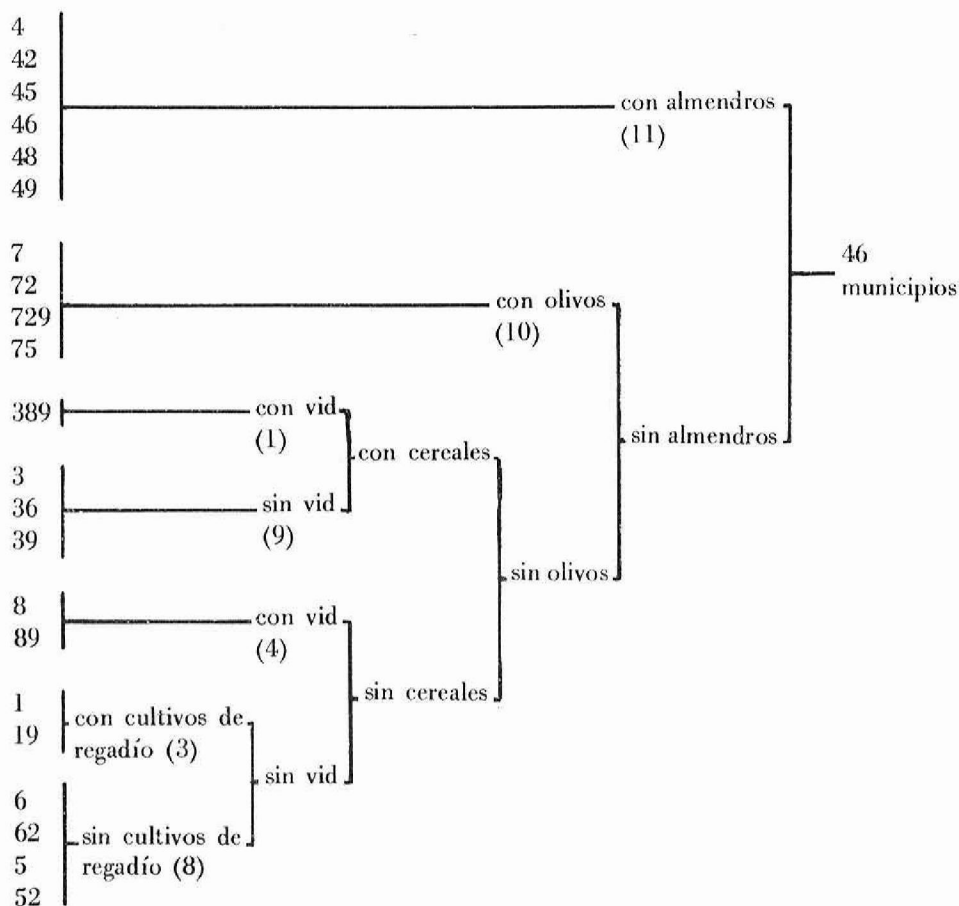 4
42
45
46
48
49
con almendros
(11)
7
72
729
75
con olivos
(10)
46
municipios
389
con vid
(1)
con cereales
sin almendros
3
36
39
sin vid
(9)
sin olivos
8
89
con vid
(4)
sin cereales
1
19
con cultivos de
regadío (3)
sin vid
6
62
5
52
sin cultivos de
regadío (8)